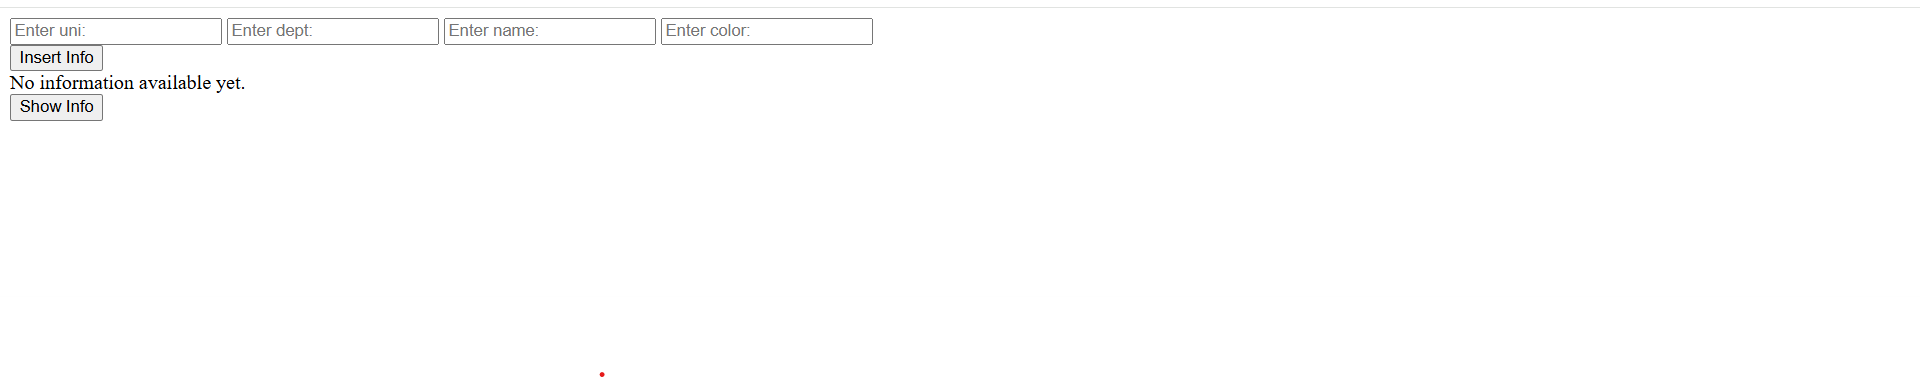 Enter uni: Enter dept: Enter name: Enter color:
Insert Info
No information available yet.
Show Info